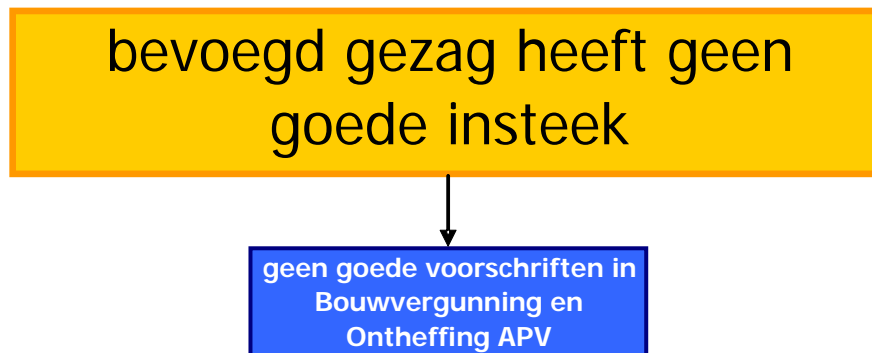 bevoegd gezag heeft geen
goede insteek
geen goede voorschriften in
Bouwvergunning en
Ontheffing APV